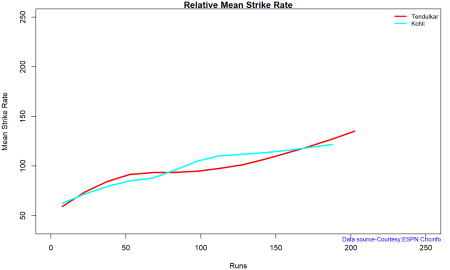 Relative Mean Strike Rate
Tendulkar
Kohli
250
200
150
100
50
Mean Strike Rate
0 50 100 150 200 250
Data source-Courtesy:ESPN Cricinfo
Runs